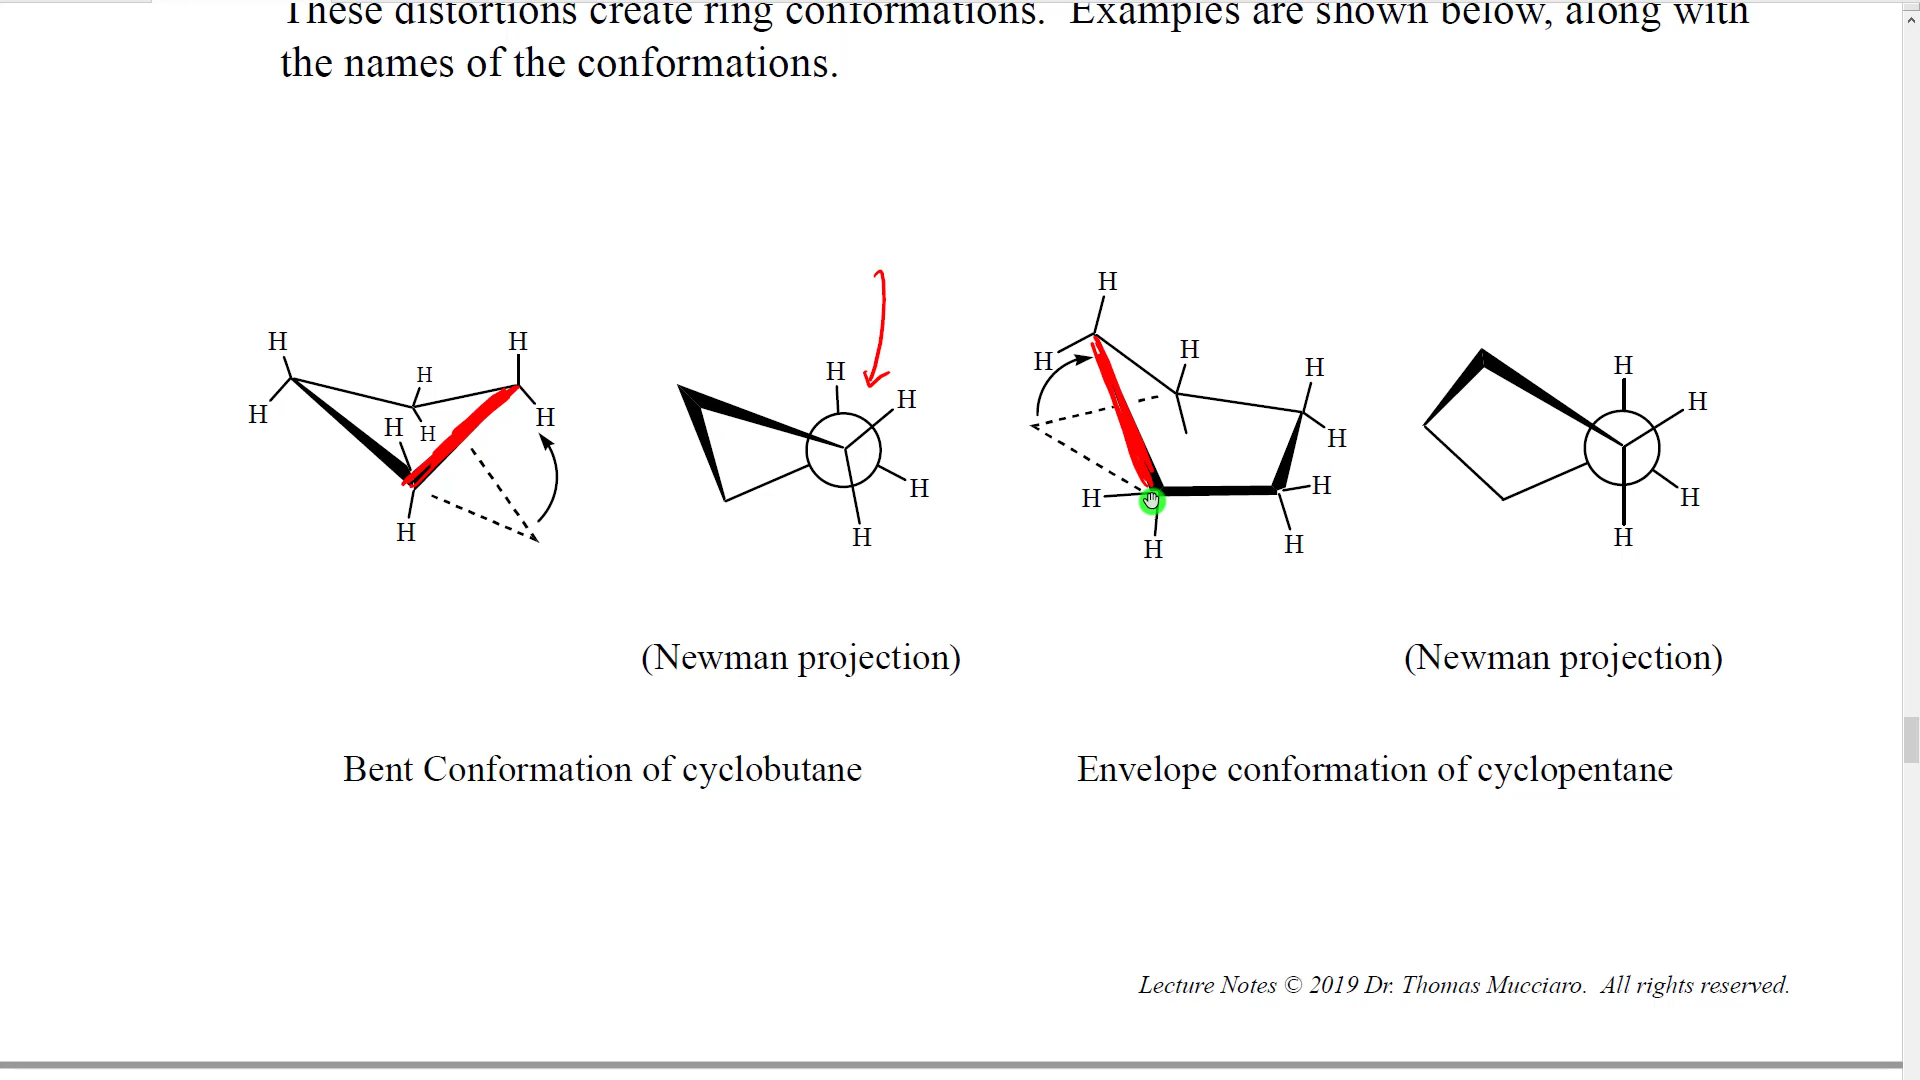 These distortions create ring conformations. Examples are shown below, along with
the names of the conformations.
H H H H H H H H
H H H H
H H H H H H H H H
H H H H
(Newman projection) (Newman projection)
Bent Conformation of cyclobutane Envelope conformation of cyclopentane
Lecture Notes © 2019 Dr. Thomas Mucciaro. All rights reserved.